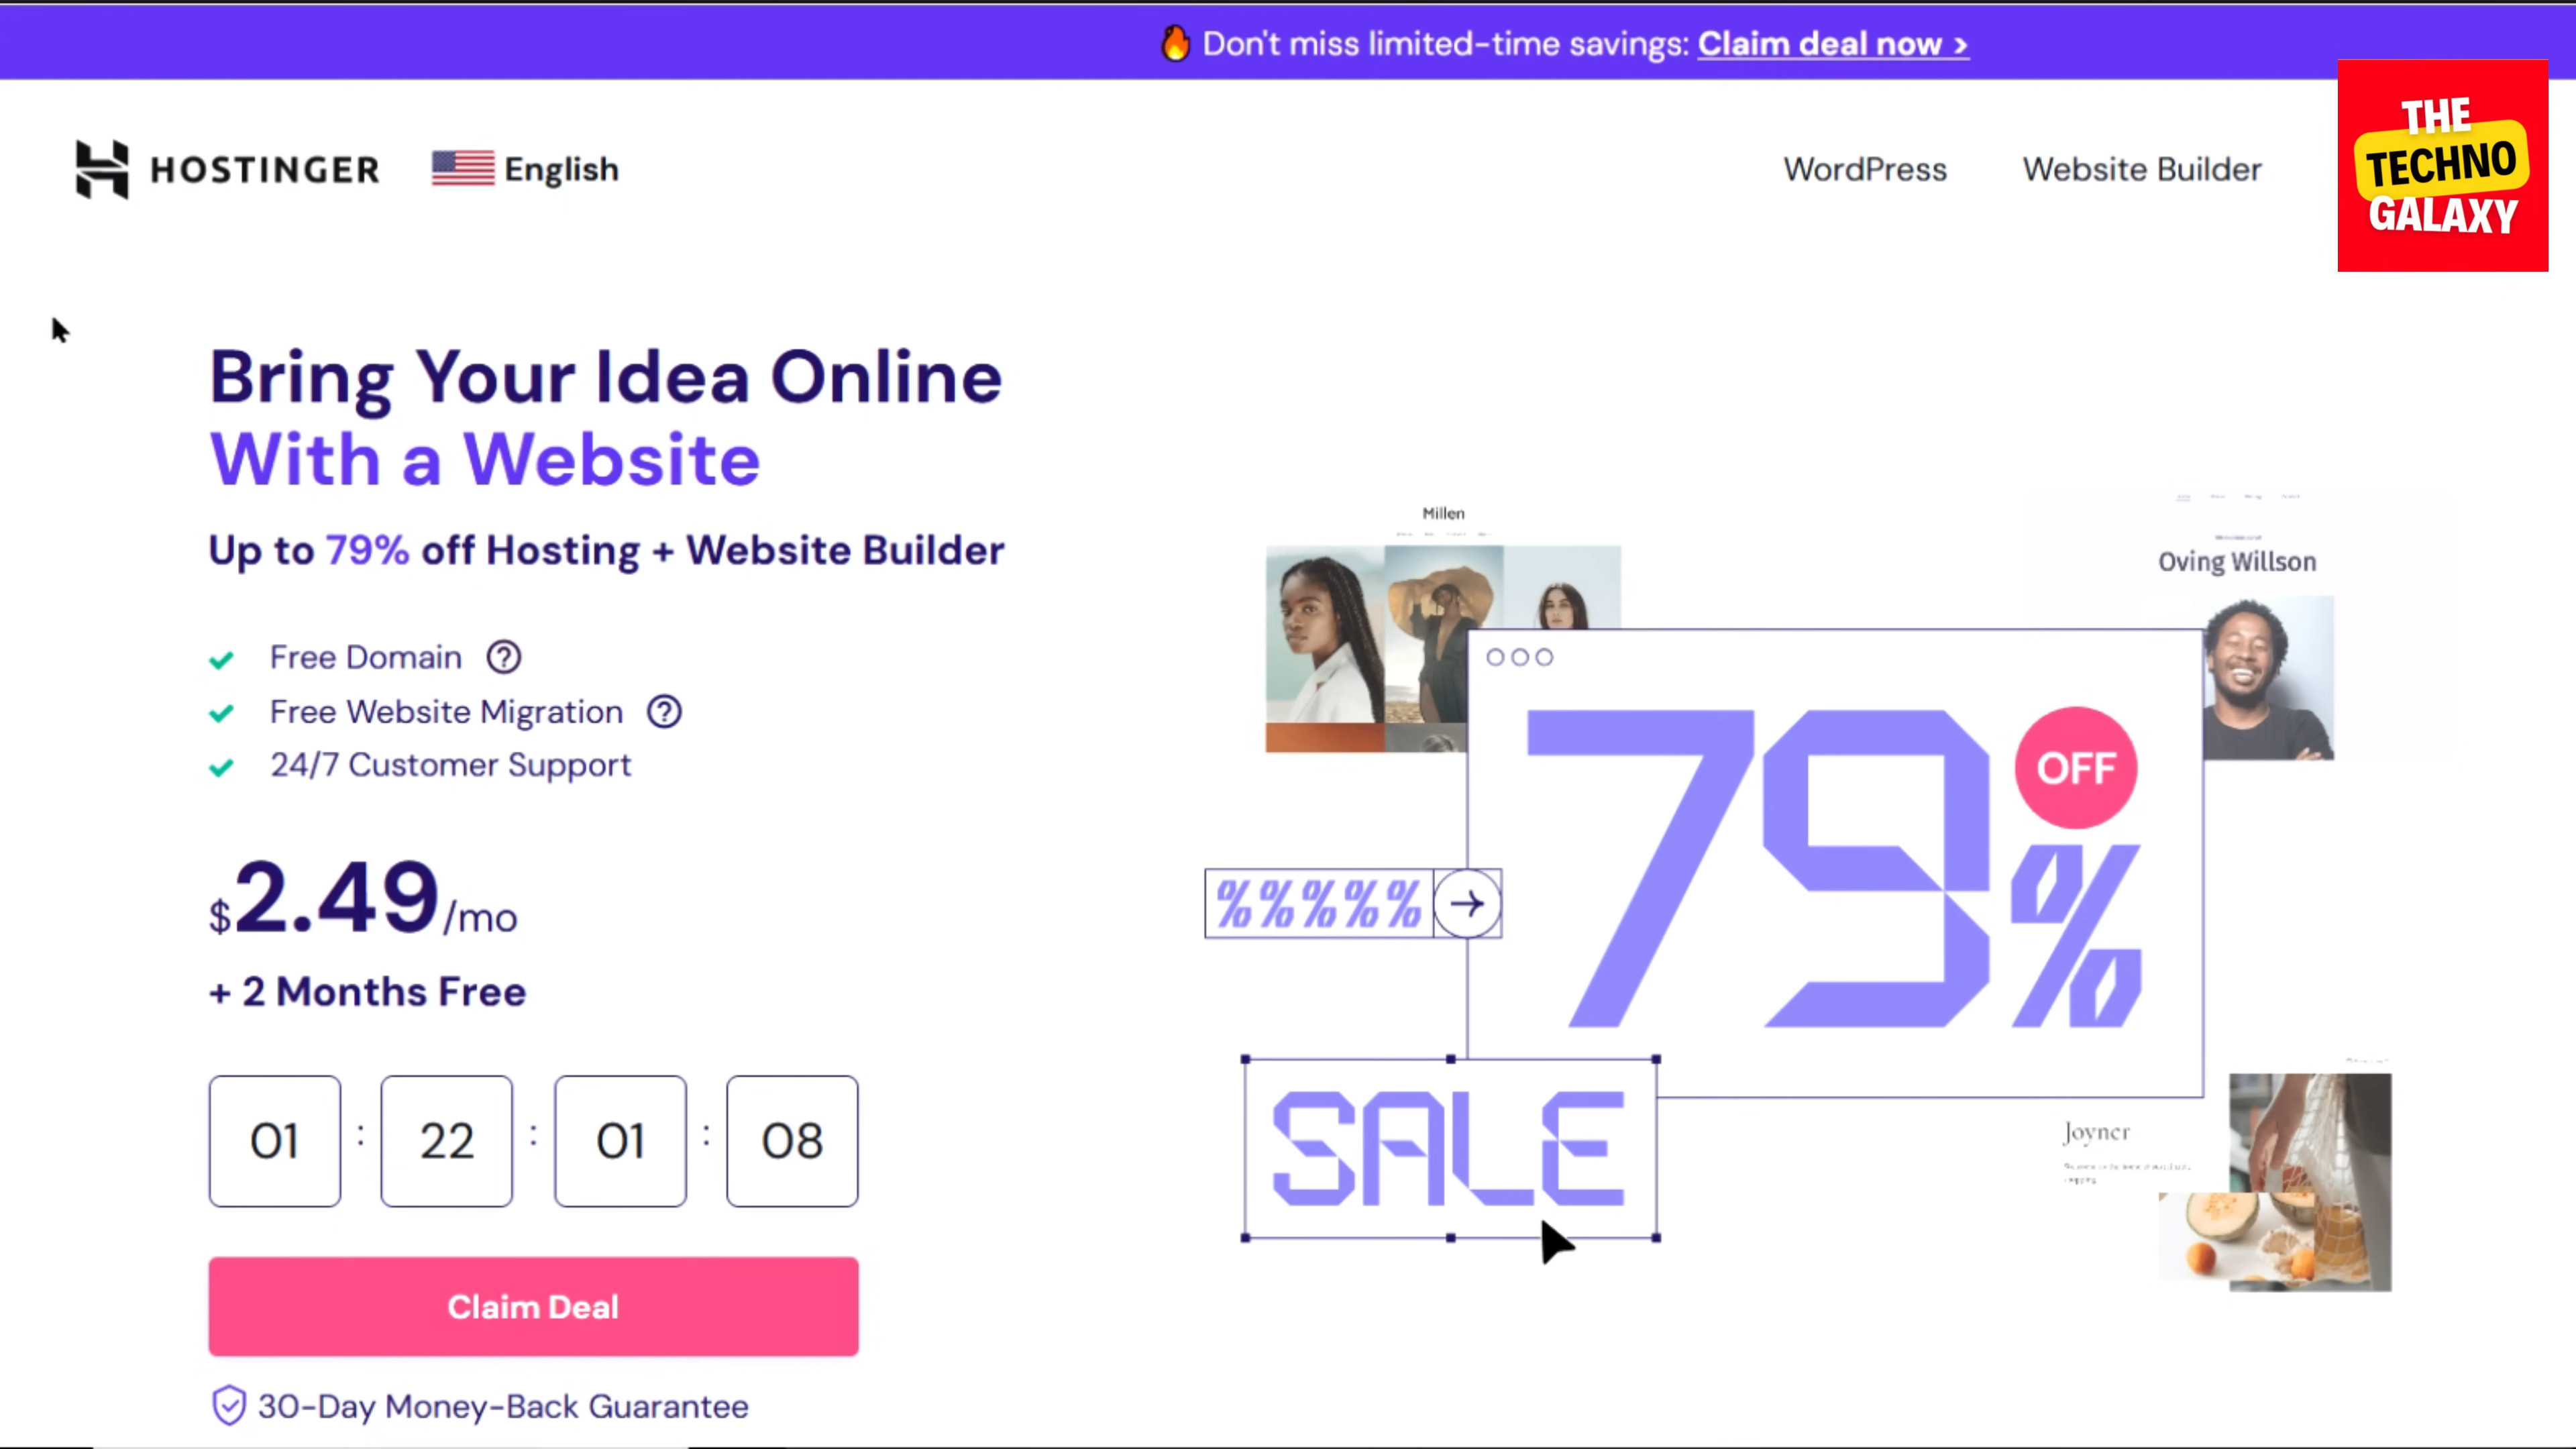 🔥 Don't miss limited-time savings: Claim deal now >
HOSTINGER
English
WordPress
Website Builder
THE
TECHNO
GALAXY
Bring Your Idea Online
With a Website
Up to 79% off Hosting + Website Builder
Free Domain ?
Free Website Migration ?
24/7 Customer Support
$2.49/mo
+ 2 Months Free
01 : 22 : 01 : 08
Claim Deal
30-Day Money-Back Guarantee
Millen
Oving Willson
79%
OFF
%%%%%
SALE
Joyner